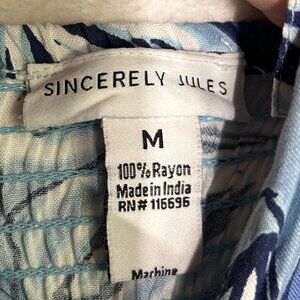 SINCERELY JULES
M
100% Rayon
Made in India
RN# 116696
Machine